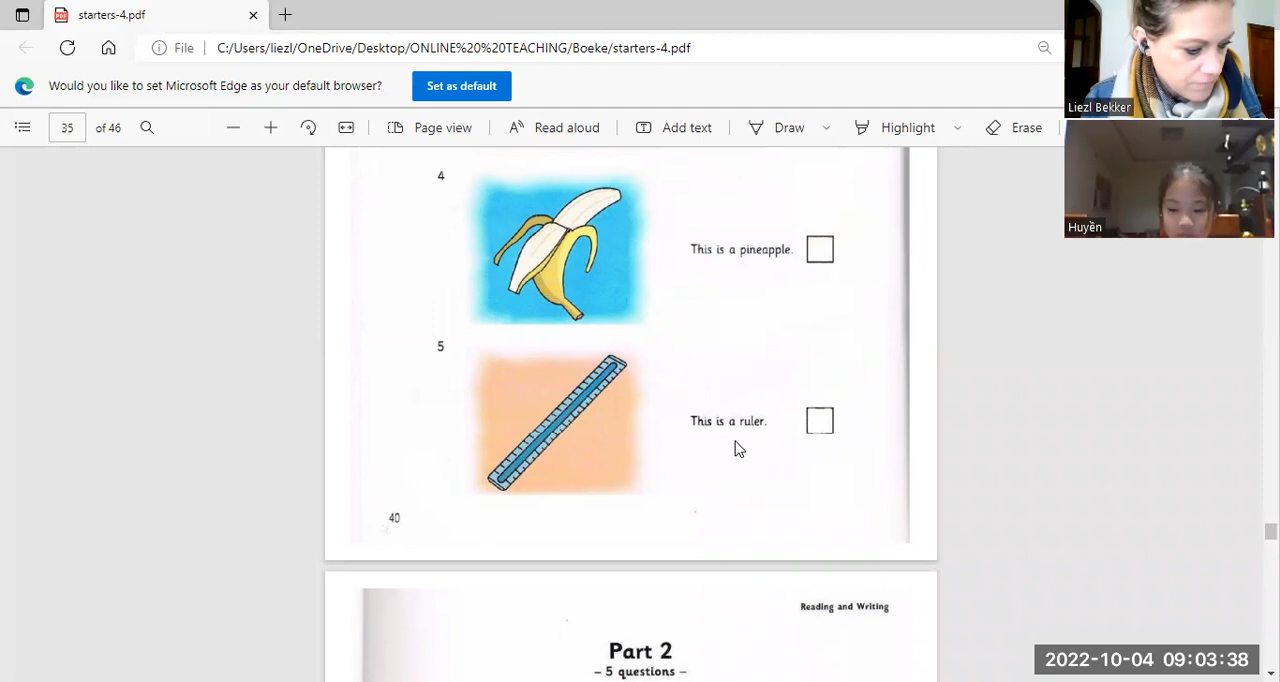 starters-4.pdf
File C:/Users/liezl/OneDrive/Desktop/ONLINE%20%20TEACHING/Boeke/starters-4.pdf
Would you like to set Microsoft Edge as your default browser? Set as default
35 of 46 Page view Read aloud Add text Draw Highlight Erase
Liezl Bekker
Huyền
4
This is a pineapple.
5
This is a ruler.
40
Reading and Writing
Part 2
– 5 questions –
2022-10-04 09:03:38